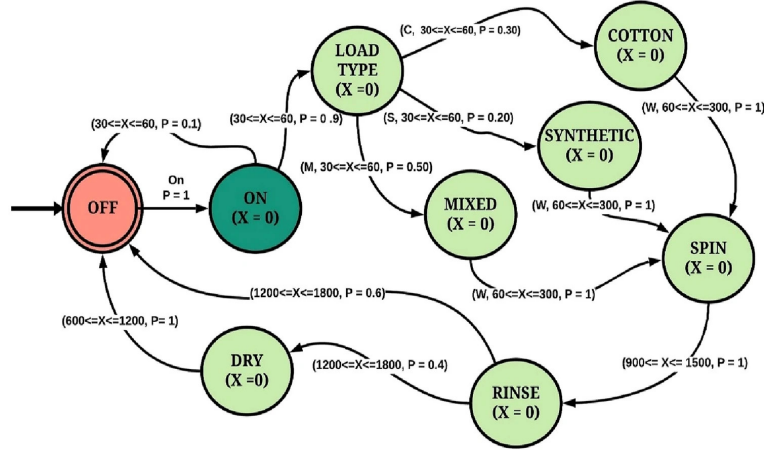 (C, 30<=X<=60, P = 0.30)
COTTON
(X = 0)
LOAD
TYPE
(X =0)
(W, 60<=X<=300, P = 1)
(30<=X<=60, P = 0.1)
(30<=X<=60, P = 0 .9)
(S, 30<=X<=60, P = 0.20)
SYNTHETIC
(X = 0)
(M, 30<=X<=60, P = 0.50)
On
P = 1
OFF
ON
(X = 0)
MIXED
(X = 0)
(W, 60<=X<=300, P = 1)
SPIN
(X = 0)
(1200<=X<=1800, P = 0.6)
(W, 60<=X<=300, P = 1)
(600<=X<=1200, P= 1)
DRY
(X =0)
(1200<=X<=1800, P = 0.4)
(900<= X<= 1500, P = 1)
RINSE
(X = 0)